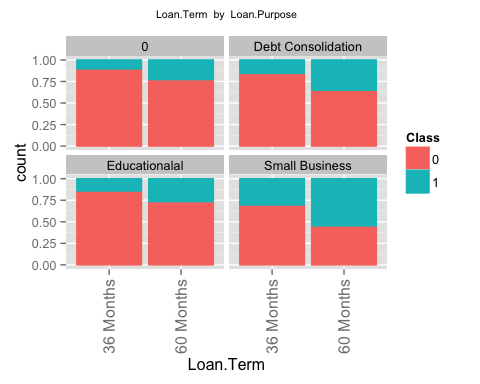 Loan.Term by Loan.Purpose
0
Debt Consolidation
1.00
0.75
0.50
0.25
0.00
Educationalal
Small Business
1.00
0.75
0.50
0.25
0.00
count
36 Months
60 Months
36 Months
60 Months
Loan.Term
Class
0
1